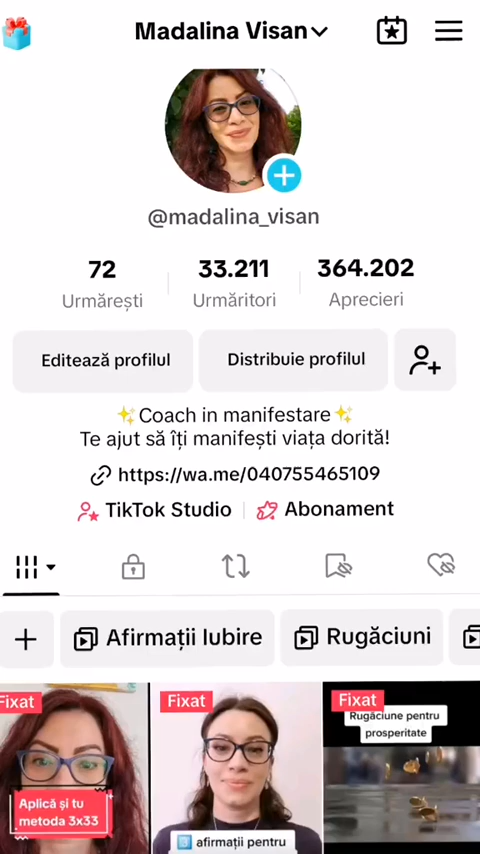 Madalina Visan
@madalina_visan
72 33.211 364.202
Urmărești Urmăritori Aprecieri
Editează profilul Distribuie profilul
✨Coach in manifestare✨
Te ajut să îți manifești viața dorită!
https://wa.me/040755465109
TikTok Studio Abonament
Afirmații Iubire Rugăciuni
Fixat
Aplică și tu
metoda 3x33
Fixat
3 afirmații pentru
Fixat
Rugăciune pentru
prosperitate